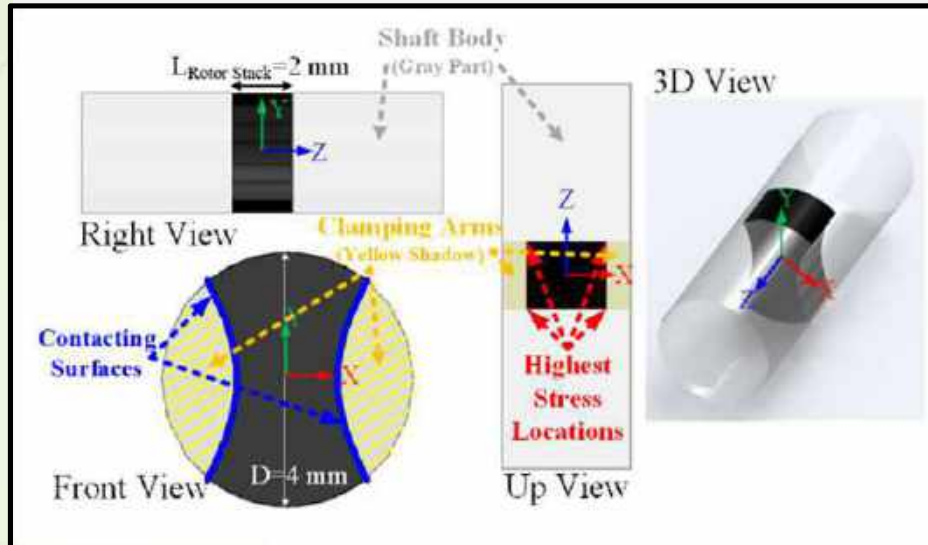 Shaft Body
(Gray Part)
L Rotor Stack=2 mm
3D View
Y
Z
Right View
Clamping Arms
(Yellow Shadow)
Z
X
Y
X
Z
Contacting
Surfaces
X
Highest
Stress
Locations
D=4 mm
Front View
Up View